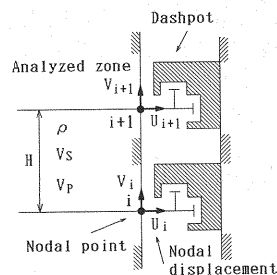 Dashpot
Analyzed zone
V i+1
i+1
U i+1
ρ
H
VS
VP
V i
i
U i
Nodal point
Nodal
displacement